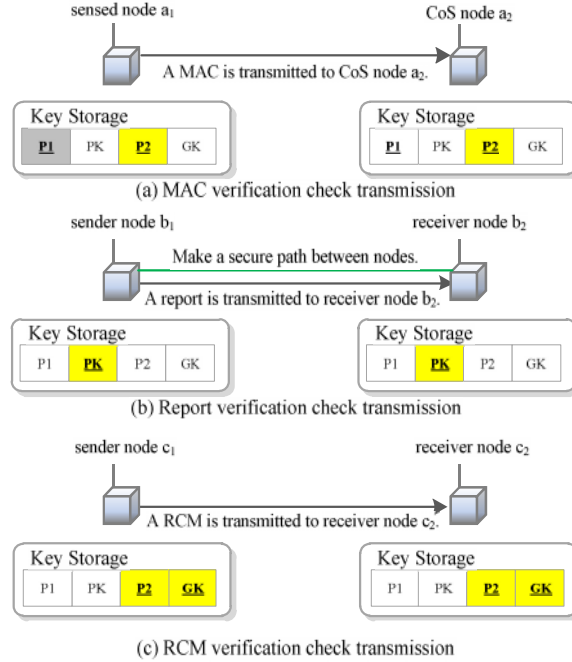 sensed node a₁ CoS node a₂
A MAC is transmitted to CoS node a₂.
Key Storage Key Storage
P1 PK P2 GK P1 PK P2 GK
(a) MAC verification check transmission
sender node b₁ receiver node b₂
Make a secure path between nodes.
A report is transmitted to receiver node b₂.
Key Storage Key Storage
P1 PK P2 GK P1 PK P2 GK
(b) Report verification check transmission
sender node c₁ receiver node c₂
A RCM is transmitted to receiver node c₂.
Key Storage Key Storage
P1 PK P2 GK P1 PK P2 GK
(c) RCM verification check transmission